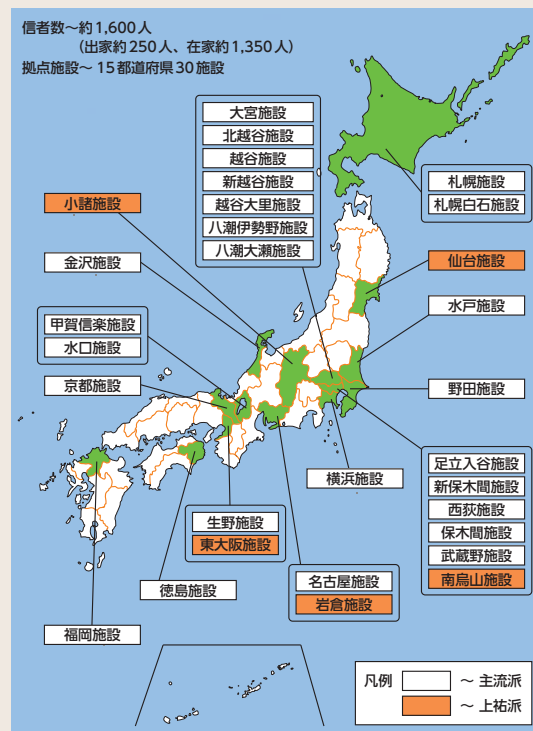 信者数～約1,600人
（出家約250人、在家約1,350人）
拠点施設～15都道府県30施設
大宮施設
北越谷施設
越谷施設
新越谷施設
越谷大里施設
八潮伊勢野施設
八潮大瀬施設
札幌施設
札幌白石施設
小諸施設
仙台施設
金沢施設
水戸施設
甲賀信楽施設
水口施設
京都施設
野田施設
横浜施設
足立入谷施設
新保木間施設
西荻施設
保木間施設
武蔵野施設
南烏山施設
生野施設
東大阪施設
徳島施設
名古屋施設
岩倉施設
福岡施設
凡例
～ 主流派
～ 上祐派